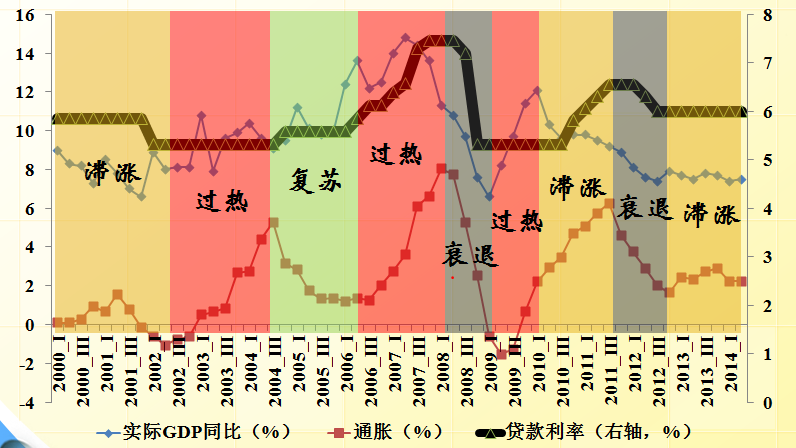 16
14
12
10
8
6
4
2
0
-2
-4
8
7
6
5
4
3
2
1
0
滞涨
过热
复苏
过热
衰退
过热
滞涨
衰退
滞涨
2000_I
2000_III
2001_I
2001_III
2002_I
2002_III
2003_I
2003_III
2004_I
2004_III
2005_I
2005_III
2006_I
2006_III
2007_I
2007_III
2008_I
2008_III
2009_I
2009_III
2010_I
2010_III
2011_I
2011_III
2012_I
2012_III
2013_I
2013_III
2014_I
实际GDP同比（%） 通胀（%） 贷款利率（右轴，%）